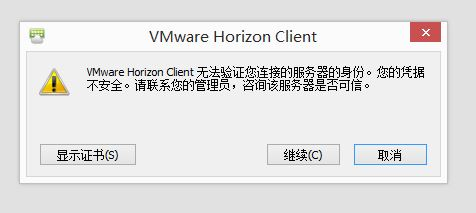 VMware Horizon Client
VMware Horizon Client 无法验证您连接的服务器的身份。您的凭据
不安全。请联系您的管理员，咨询该服务器是否可信。
显示证书(S)
继续(C)
取消